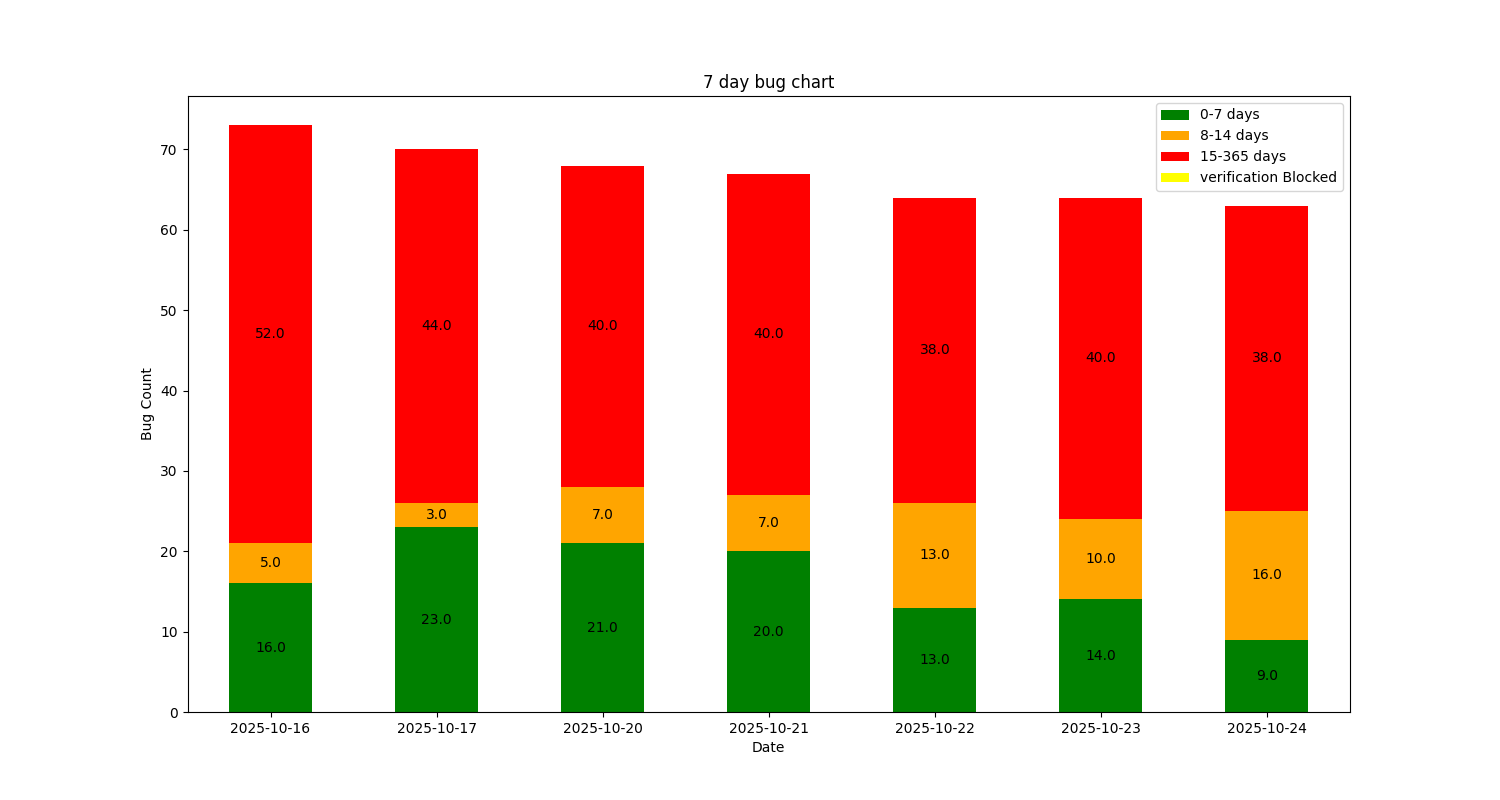 7 day bug chart
0-7 days
8-14 days
15-365 days
verification Blocked
Bug Count
70
60
50
40
30
20
10
0
52.0 44.0 40.0 40.0 38.0 40.0 38.0
5.0 3.0 7.0 7.0 13.0 10.0 16.0
16.0 23.0 21.0 20.0 13.0 14.0 9.0
2025-10-16 2025-10-17 2025-10-20 2025-10-21 2025-10-22 2025-10-23 2025-10-24
Date